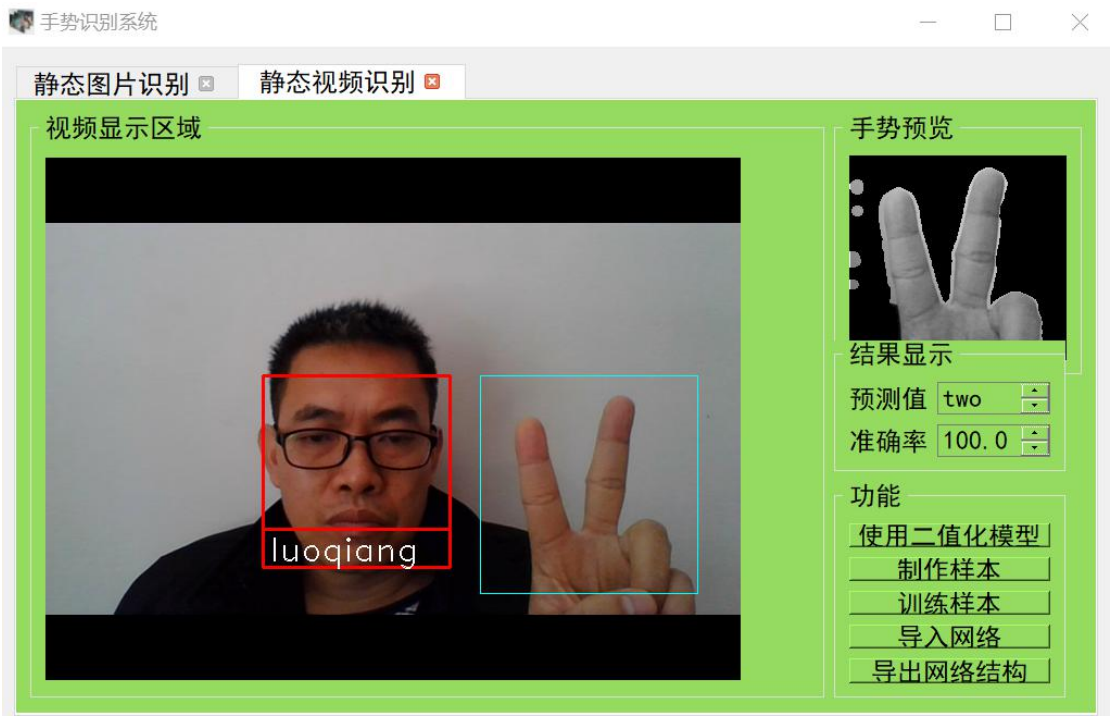 手势识别系统
静态图片识别
静态视频识别
视频显示区域
luoqiang
手势预览
结果显示
预测值 two
准确率 100.0
功能
使用二值化模型
制作样本
训练样本
导入网络
导出网络结构